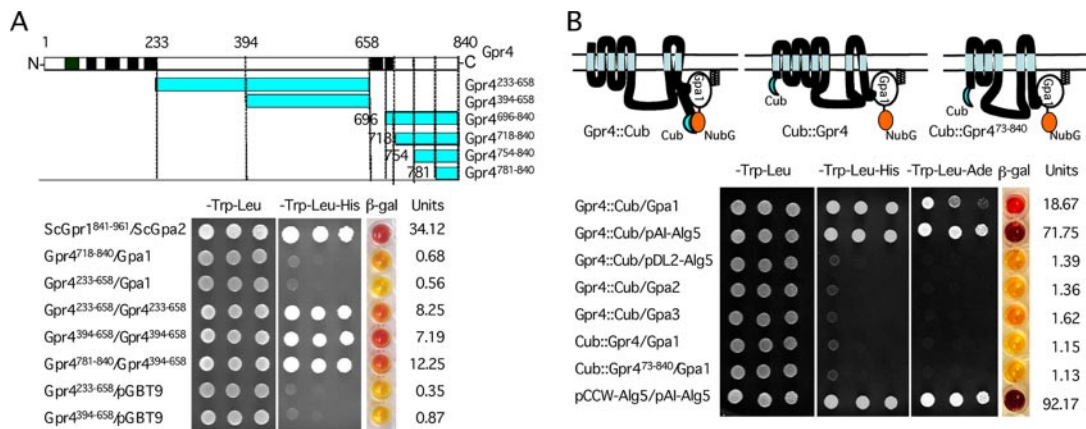 A
1 233 394 658 840 Gpr4
N- -C
Gpr4233-658
Gpr4394-658
696 Gpr4696-840
718 Gpr4718-840
754 Gpr4754-840
781 Gpr4781-840
-Trp-Leu -Trp-Leu-His β-gal Units
ScGpr1841-961/ScGpa2 34.12
Gpr4718-840/Gpa1 0.68
Gpr4233-658/Gpa1 0.56
Gpr4233-658/Gpr4233-658 8.25
Gpr4394-658/Gpr4394-658 7.19
Gpr4781-840/Gpr4394-658 12.25
Gpr4233-658/pGBT9 0.35
Gpr4394-658/pGBT9 0.87
B
Gpa1 Gpa1 Gpa1
Cub Cub Cub
NubG NubG NubG
Gpr4::Cub Cub::Gpr4 Cub::Gpr473-840
-Trp-Leu -Trp-Leu-His -Trp-Leu-Ade β-gal Units
Gpr4::Cub/Gpa1 18.67
Gpr4::Cub/pAI-Alg5 71.75
Gpr4::Cub/pDL2-Alg5 1.39
Gpr4::Cub/Gpa2 1.36
Gpr4::Cub/Gpa3 1.62
Cub::Gpr4/Gpa1 1.15
Cub::Gpr473-840/Gpa1 1.13
pCCW-Alg5/pAI-Alg5 92.17